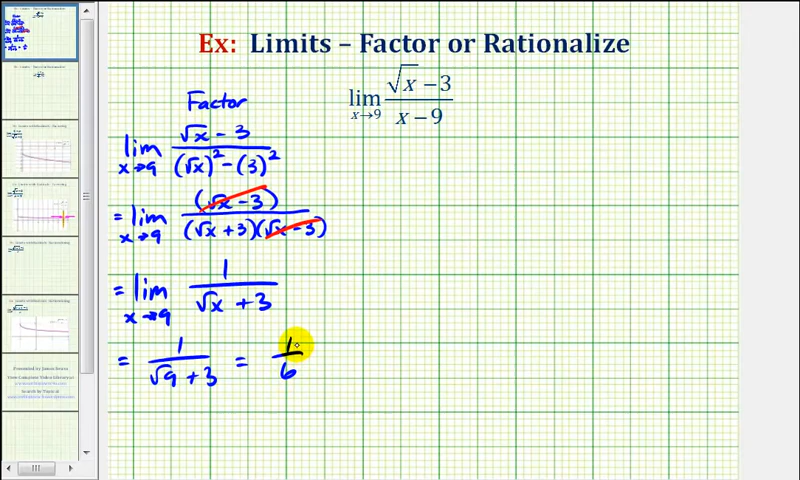 Ex: Limits – Factor or Rationalize
lim x→9 (√x − 3)/(x − 9)
Factor
lim x→9 (√x − 3)/((√x)² − (3)²)
= lim x→9 (√x − 3)/((√x + 3)(√x − 3))
= lim x→9 1/(√x + 3)
= 1/(√9 + 3) = 1/6